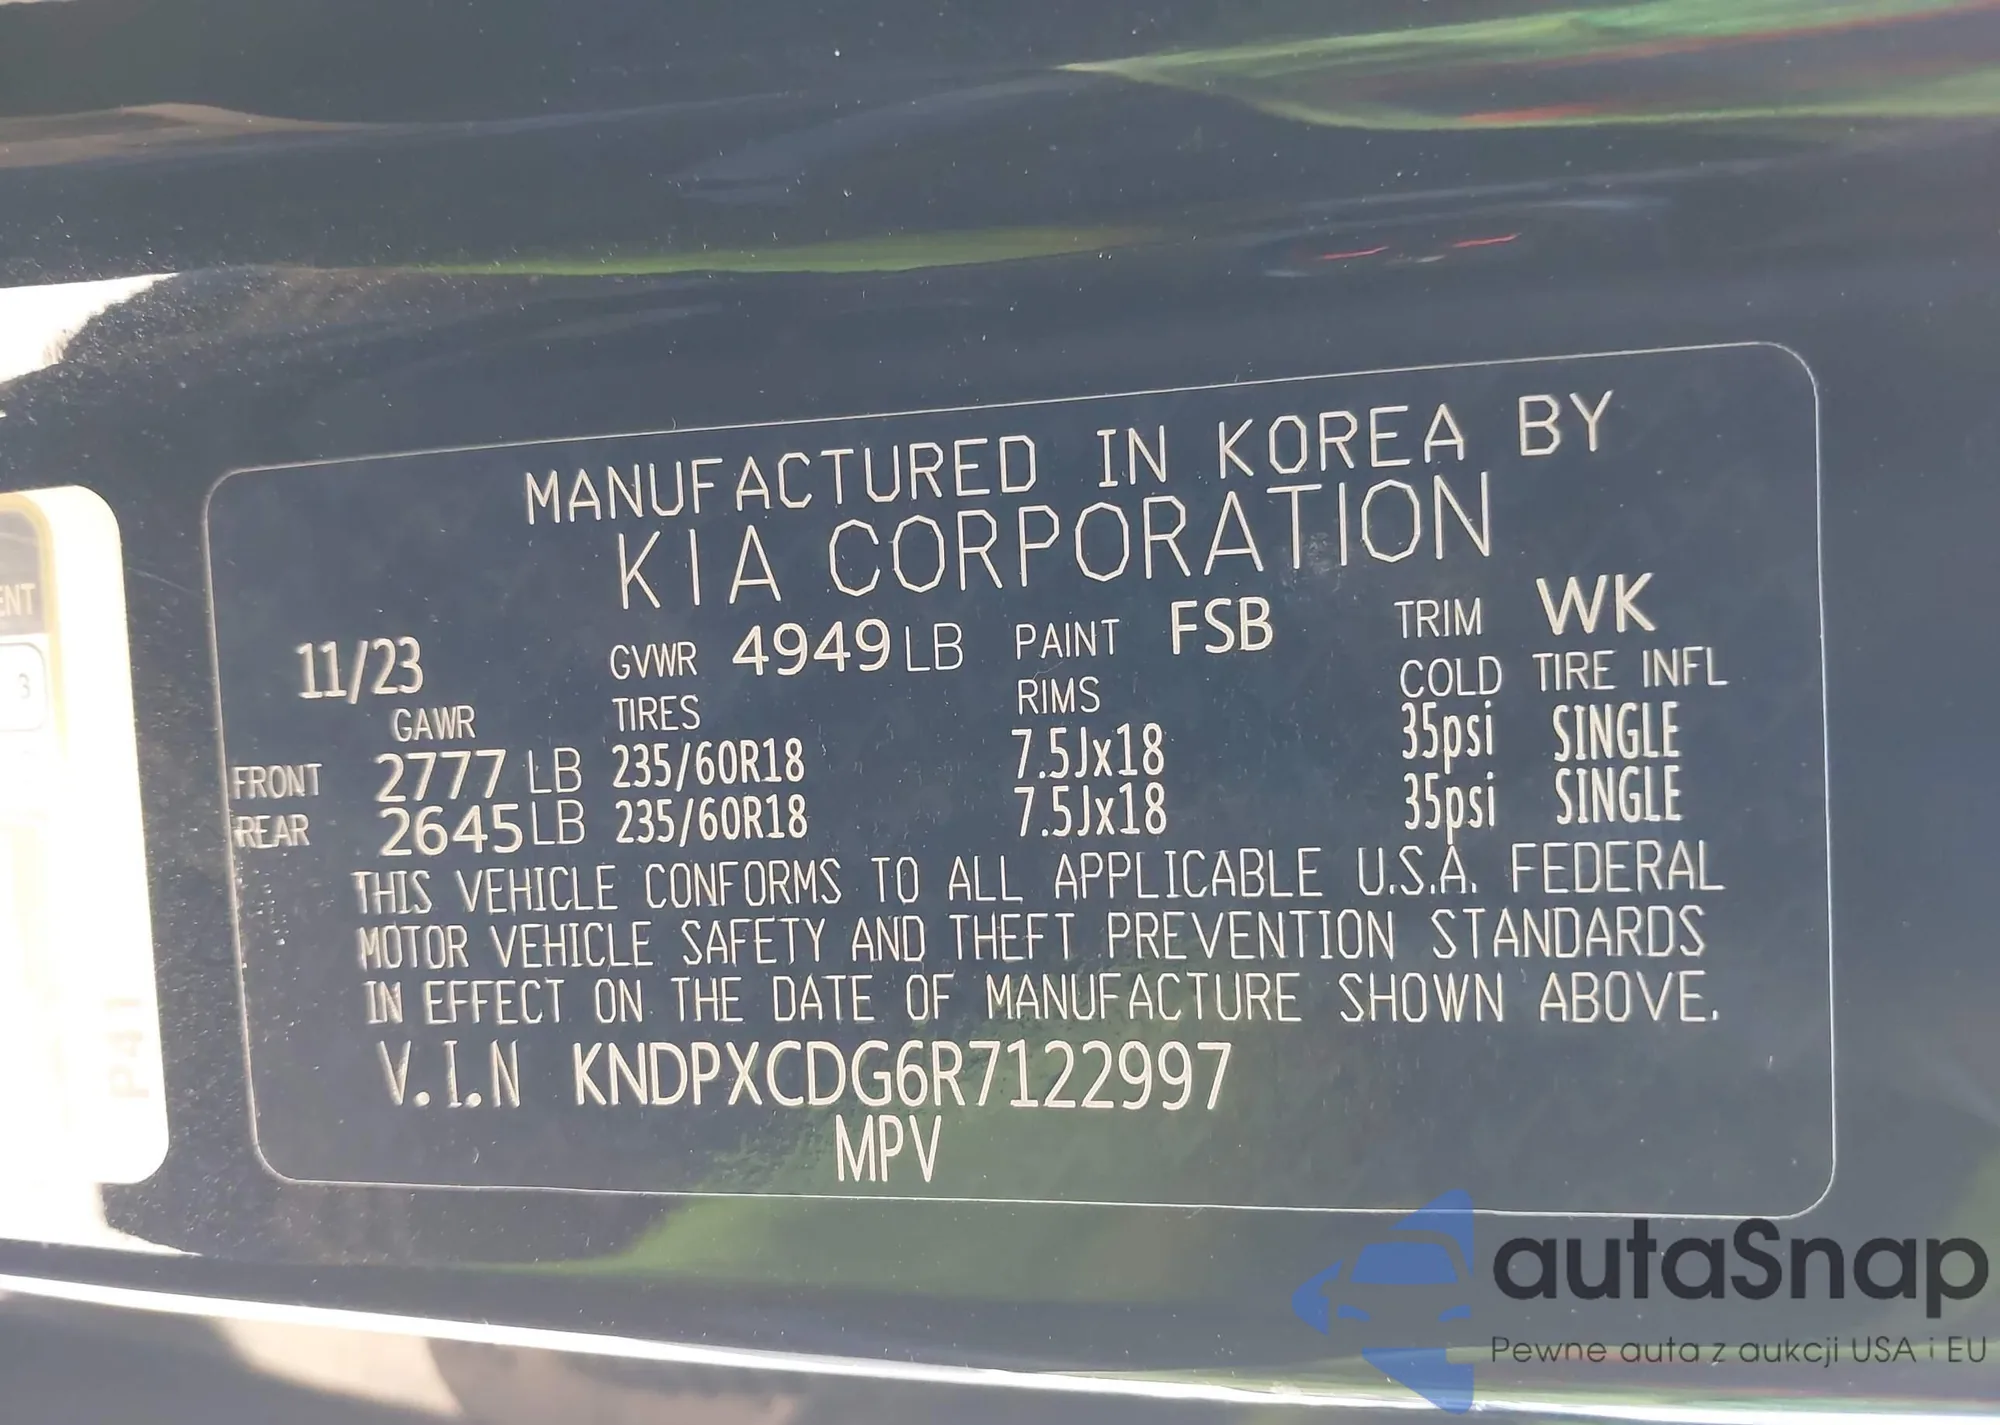 MANUFACTURED IN KOREA BY
KIA CORPORATION
11/23 GVWR 4949 LB PAINT FSB TRIM WK
GAWR TIRES RIMS COLD TIRE INFL
FRONT 2777 LB 235/60R18 7.5Jx18 35psi SINGLE
REAR 2645 LB 235/60R18 7.5Jx18 35psi SINGLE
THIS VEHICLE CONFORMS TO ALL APPLICABLE U.S.A. FEDERAL
MOTOR VEHICLE SAFETY AND THEFT PREVENTION STANDARDS
IN EFFECT ON THE DATE OF MANUFACTURE SHOWN ABOVE.
V.I.N KNDPXCDG6R7122997
MPV
ENT
3
P41
autaSnap
Pewne auta z aukcji USA i EU